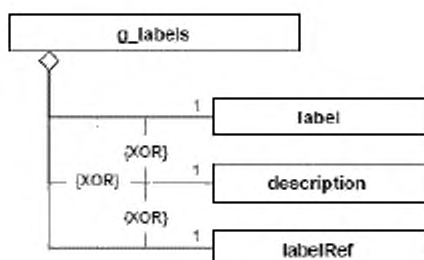 g_labels
1
label
{XOR}
{XOR} 1 description
{XOR}
1
labelRef